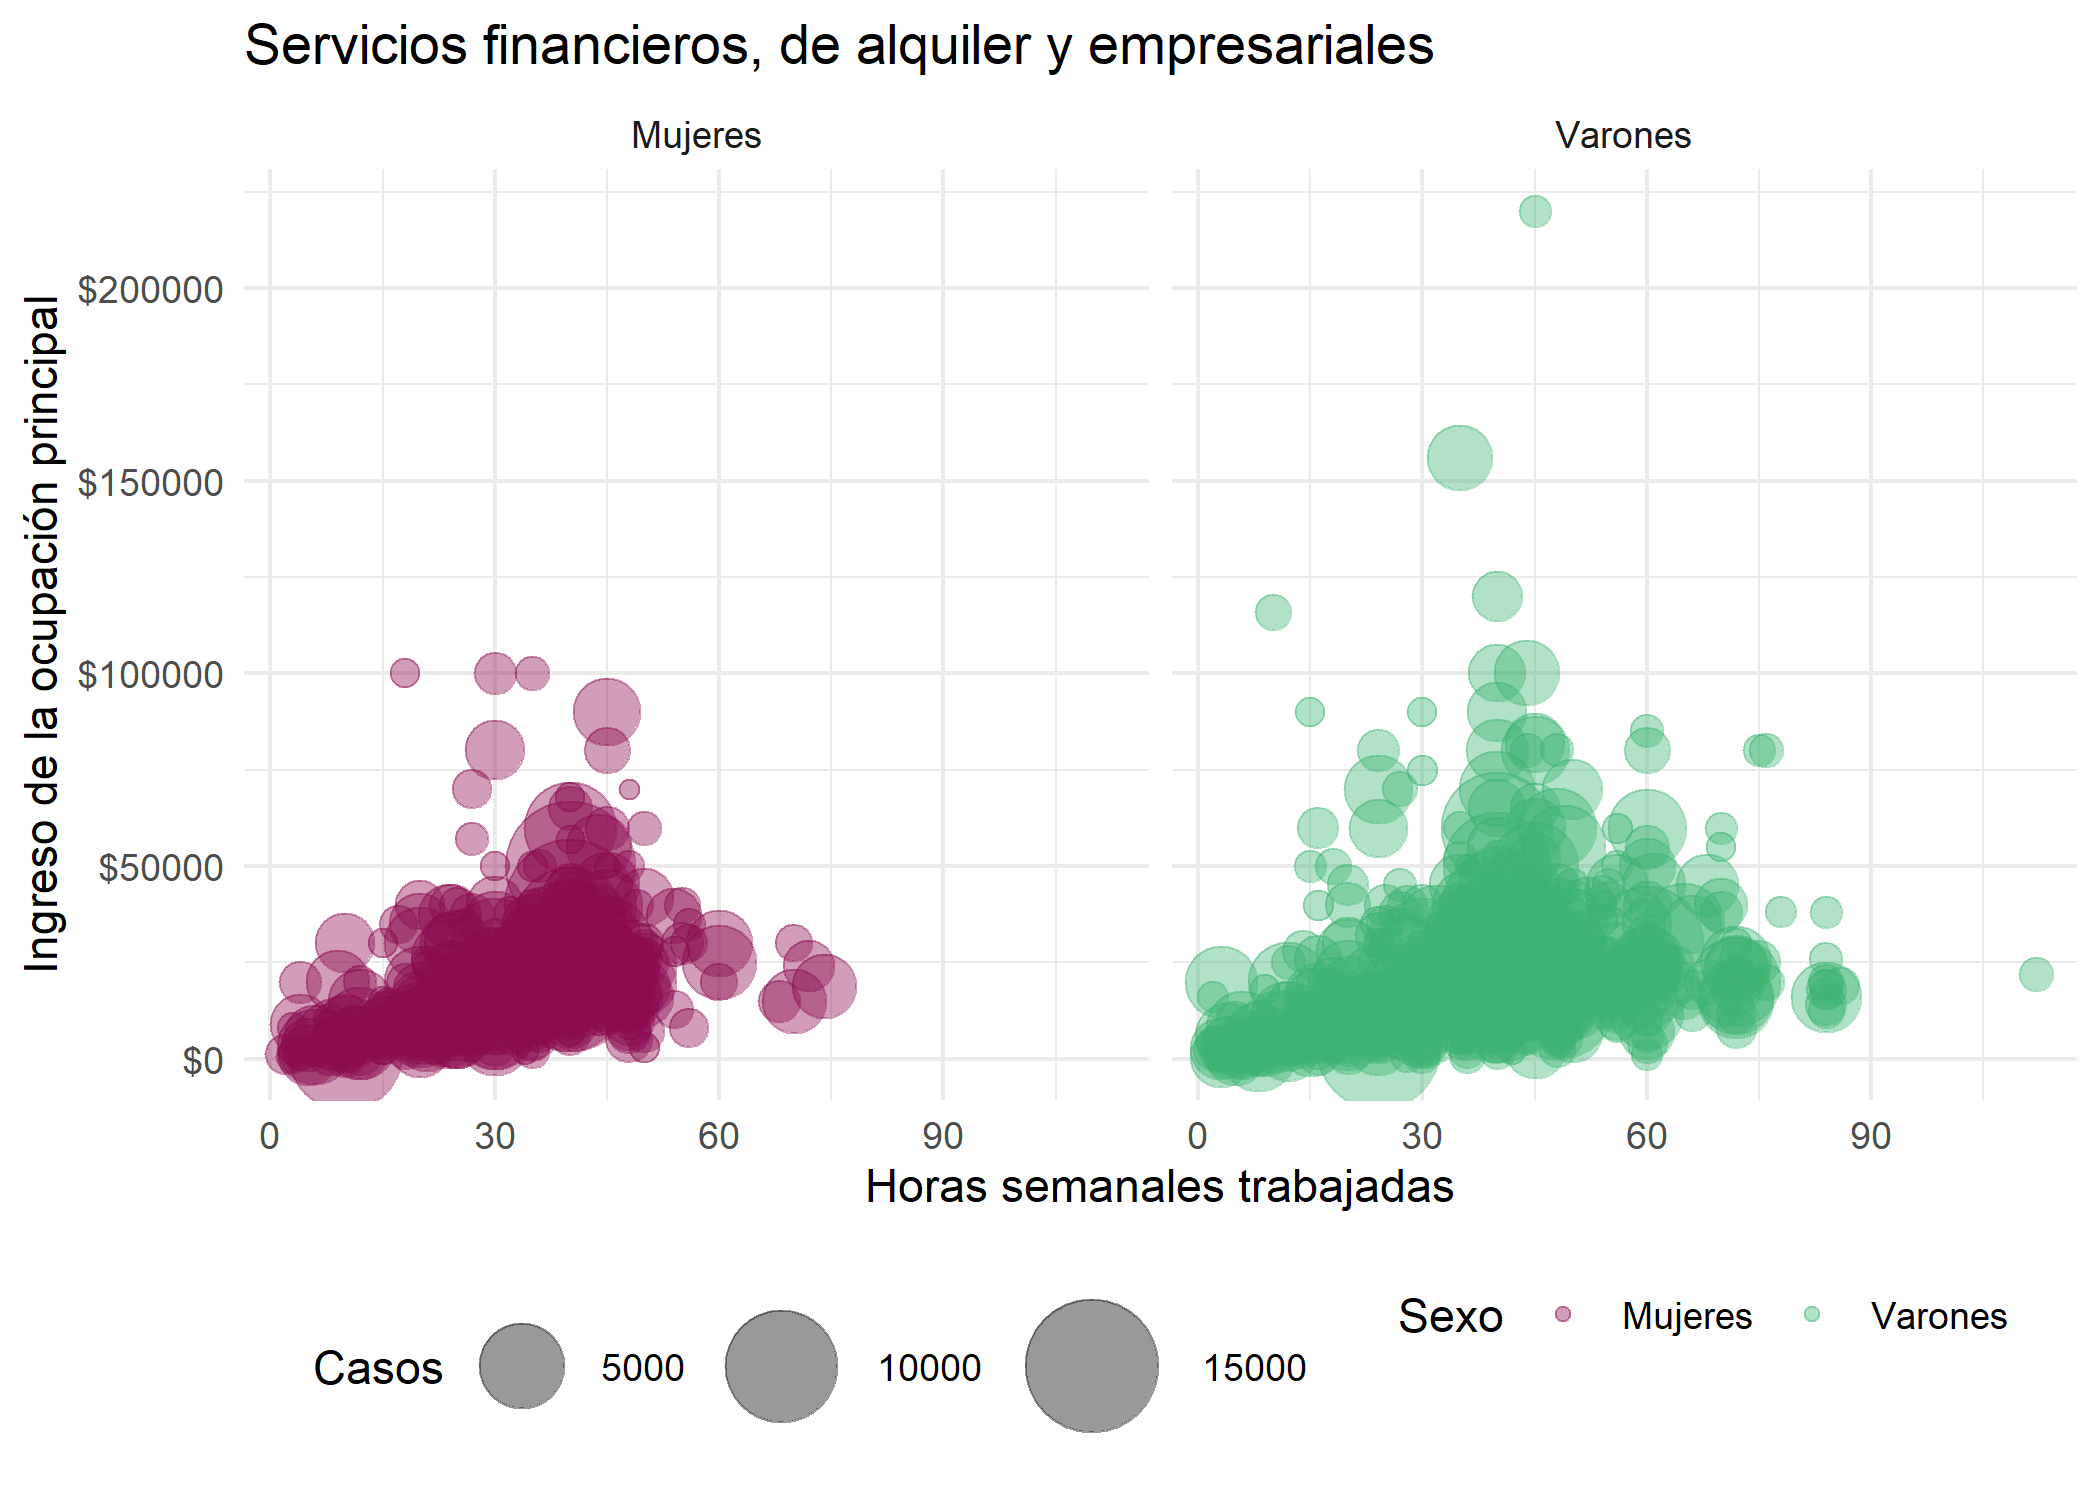 Servicios financieros, de alquiler y empresariales
Mujeres
Varones
Ingreso de la ocupación principal
$200000
$150000
$100000
$50000
$0
0 30 60 90
0 30 60 90
Horas semanales trabajadas
Casos 5000 10000 15000
Sexo Mujeres Varones